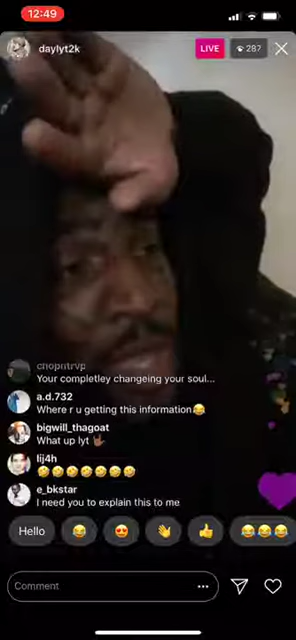 12:49
daylyt2k
LIVE
287
chopntrvp
Your completley changeing your soul...
a.d.732
Where r u getting this information😂
bigwill_thagoat
What up lyt 🤟🏾
lij4h
🤣🤣🤣🤣🤣🤣🤣
e_bkstar
I need you to explain this to me
Hello
Comment